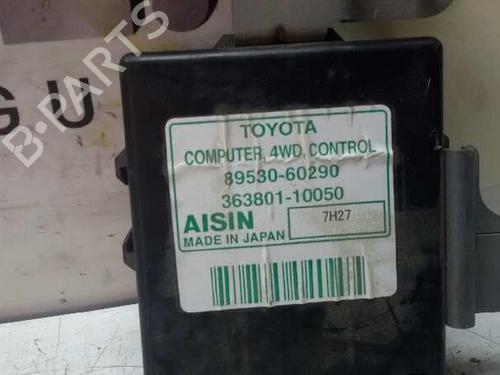 B-PARTS
G U
TOYOTA
COMPUTER, 4WD, CONTROL
89530-60290
363801-10050
AISIN
7H27
MADE IN JAPAN